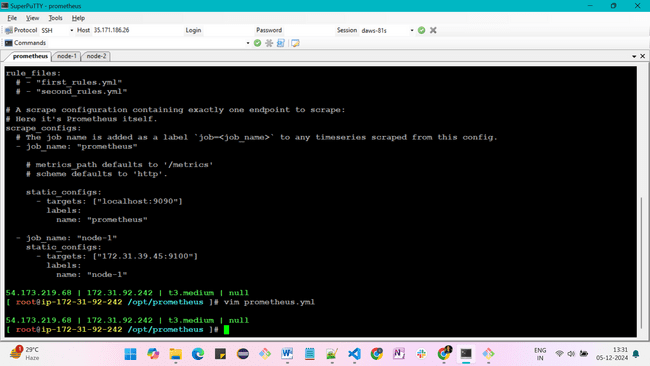 SuperPuTTY - prometheus
File View Tools Help
Protocol SSH Host 35.171.186.26 Login Password Session daws-81s
Commands
prometheus node-1 node-2
rule_files:
  # - "first_rules.yml"
  # - "second_rules.yml"
# A scrape configuration containing exactly one endpoint to scrape:
# Here it's Prometheus itself.
scrape_configs:
  # The job name is added as a label `job=<job_name>` to any timeseries scraped from this config.
  - job_name: "prometheus"
    # metrics_path defaults to '/metrics'
    # scheme defaults to 'http'.
    static_configs:
      - targets: ["localhost:9090"]
        labels:
          name: "prometheus"
  - job_name: "node-1"
    static_configs:
      - targets: ["172.31.39.45:9100"]
        labels:
          name: "node-1"
54.173.219.68 | 172.31.92.242 | t3.medium | null
[ root@ip-172-31-92-242 /opt/prometheus ]# vim prometheus.yml
54.173.219.68 | 172.31.92.242 | t3.medium | null
[ root@ip-172-31-92-242 /opt/prometheus ]#
29°C
Haze
ENG
IN
13:31
05-12-2024